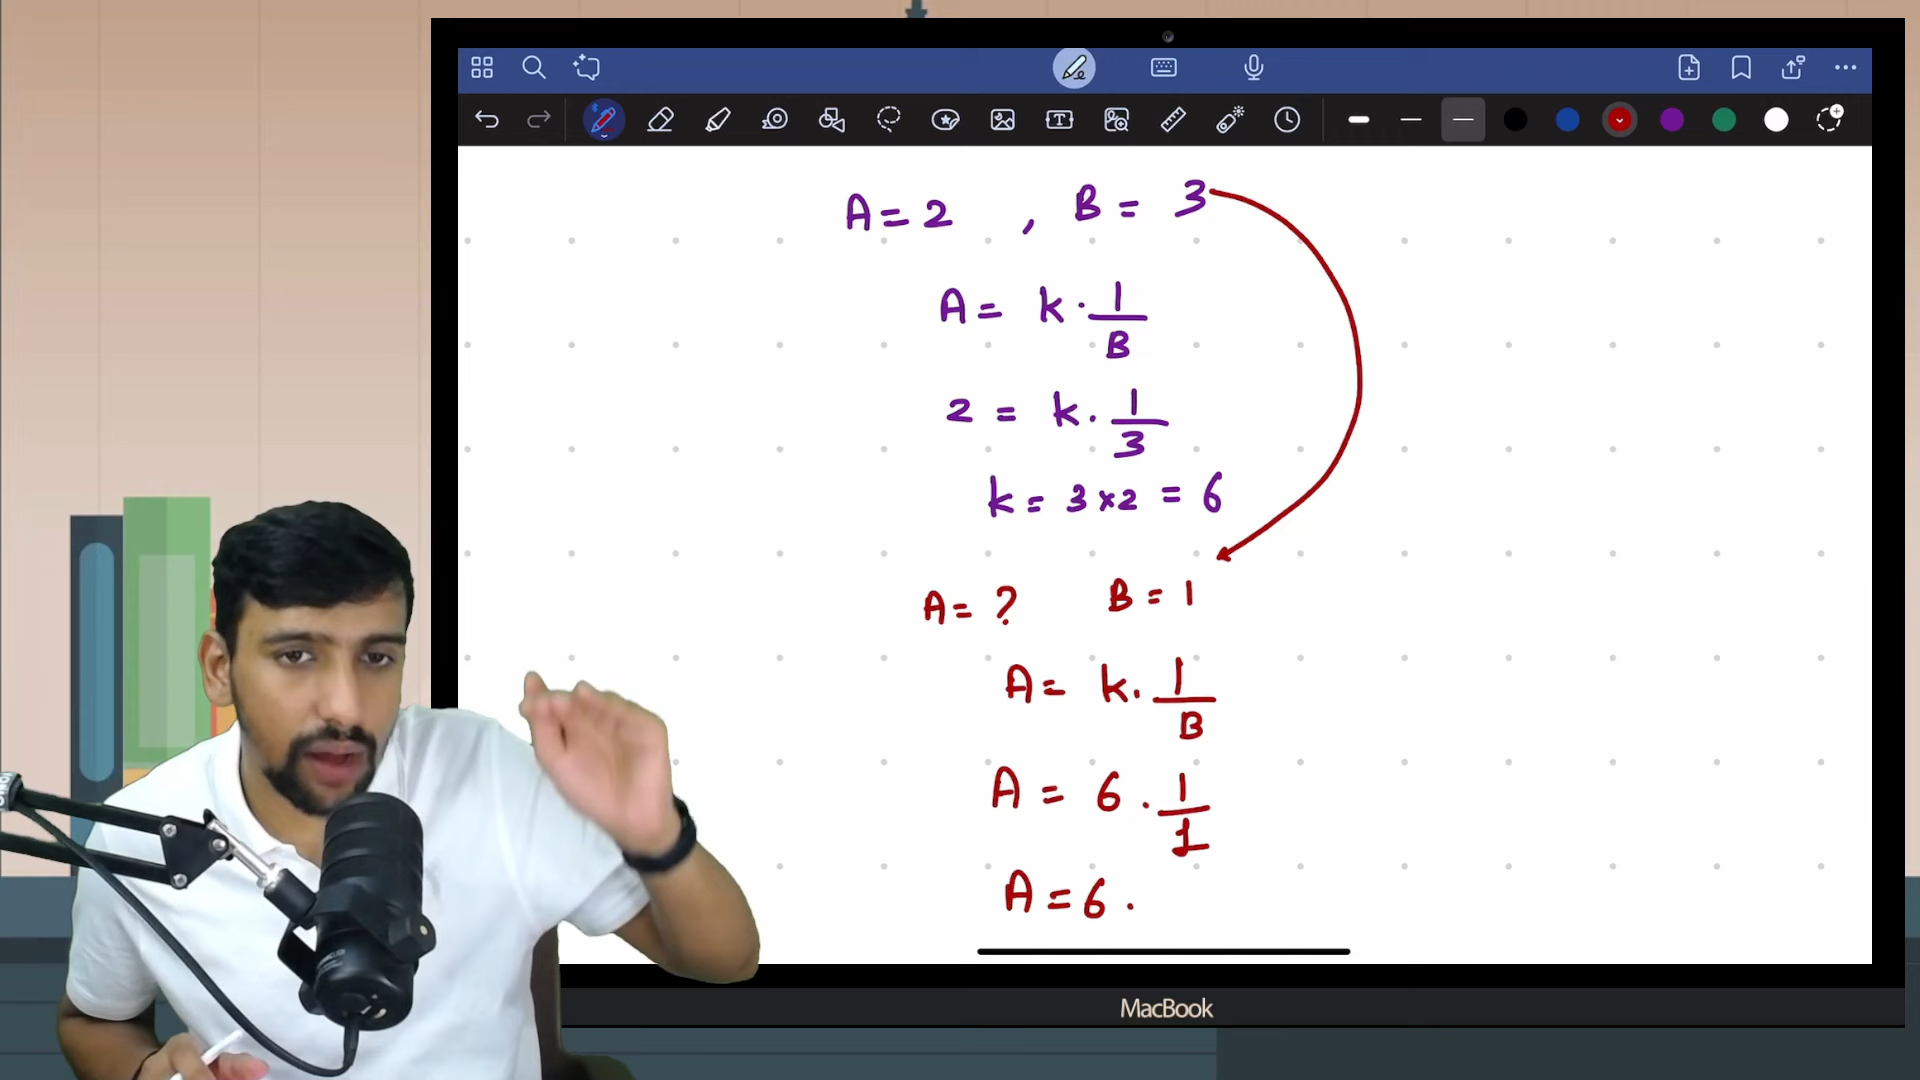 A = 2 , B = 3
A = k · 1/B
2 = k · 1/3
k = 3 × 2 = 6
A = ? B = 1
A = k · 1/B
A = 6 · 1/1
A = 6 .
MacBook